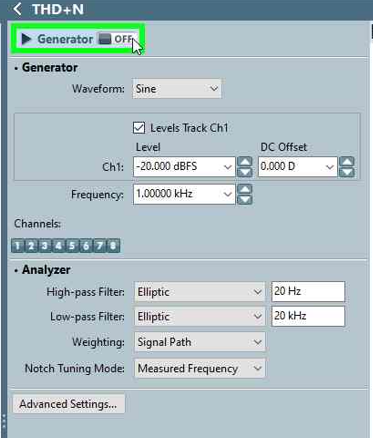 THD+N
Generator OFF
Generator
Waveform: Sine
Levels Track Ch1
Level DC Offset
Ch1: -20.000 dBFS 0.000 D
Frequency: 1.00000 kHz
Channels:
1 2 3 4 5 6 7 8
Analyzer
High-pass Filter: Elliptic 20 Hz
Low-pass Filter: Elliptic 20 kHz
Weighting: Signal Path
Notch Tuning Mode: Measured Frequency
Advanced Settings...